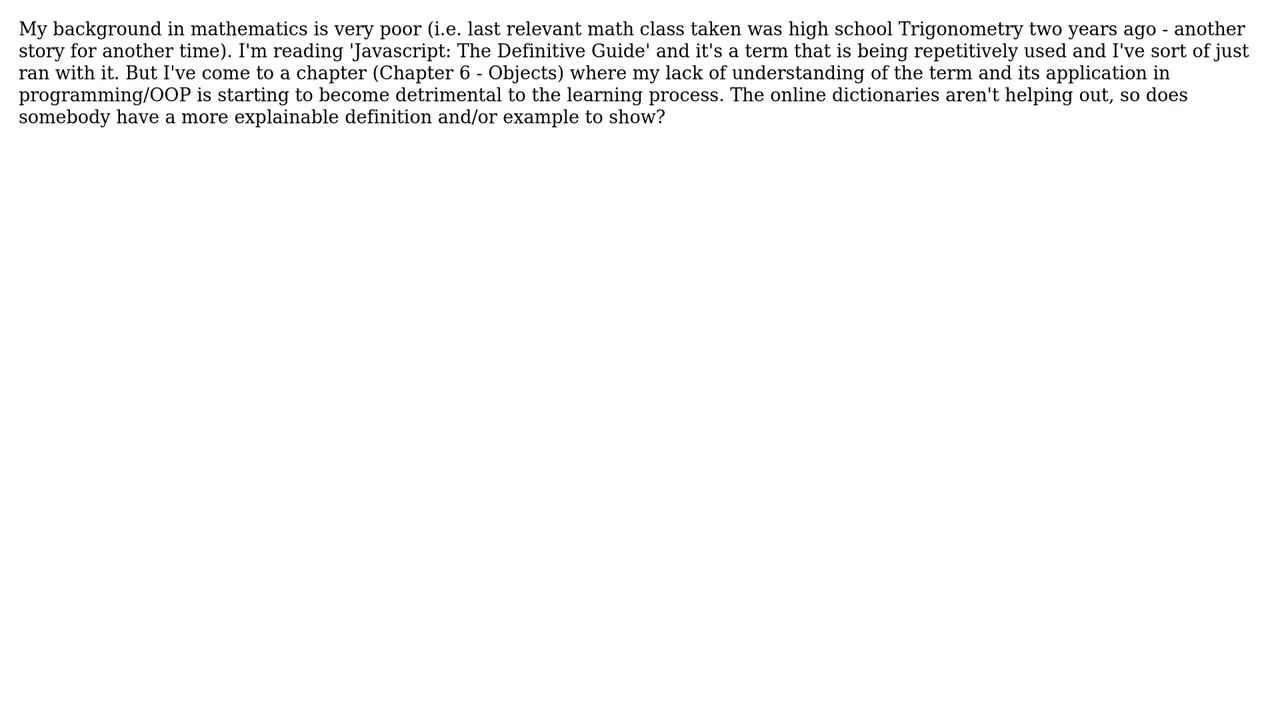 My background in mathematics is very poor (i.e. last relevant math class taken was high school Trigonometry two years ago - another
story for another time). I'm reading 'Javascript: The Definitive Guide' and it's a term that is being repetitively used and I've sort of just
ran with it. But I've come to a chapter (Chapter 6 - Objects) where my lack of understanding of the term and its application in
programming/OOP is starting to become detrimental to the learning process. The online dictionaries aren't helping out, so does
somebody have a more explainable definition and/or example to show?